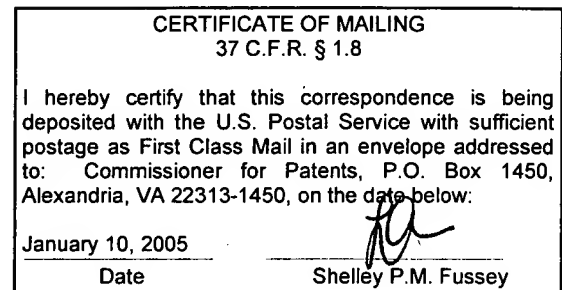 CERTIFICATE OF MAILING
37 C.F.R. § 1.8
I hereby certify that this correspondence is being
deposited with the U.S. Postal Service with sufficient
postage as First Class Mail in an envelope addressed
to: Commissioner for Patents, P.O. Box 1450,
Alexandria, VA 22313-1450, on the date below:
January 10, 2005
Date Shelley P.M. Fussey